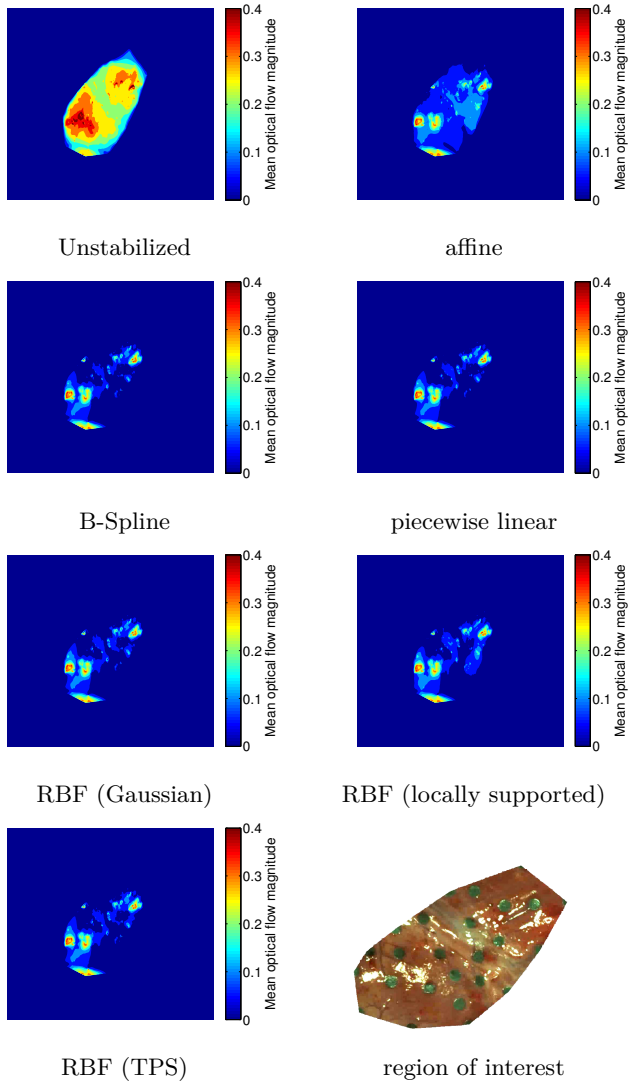 0.4
0.3
0.2
0.1
0
Mean optical flow magnitude
Unstabilized
0.4
0.3
0.2
0.1
0
Mean optical flow magnitude
affine
0.4
0.3
0.2
0.1
0
Mean optical flow magnitude
B-Spline
0.4
0.3
0.2
0.1
0
Mean optical flow magnitude
piecewise linear
0.4
0.3
0.2
0.1
0
Mean optical flow magnitude
RBF (Gaussian)
0.4
0.3
0.2
0.1
0
Mean optical flow magnitude
RBF (locally supported)
0.4
0.3
0.2
0.1
0
Mean optical flow magnitude
RBF (TPS)
region of interest